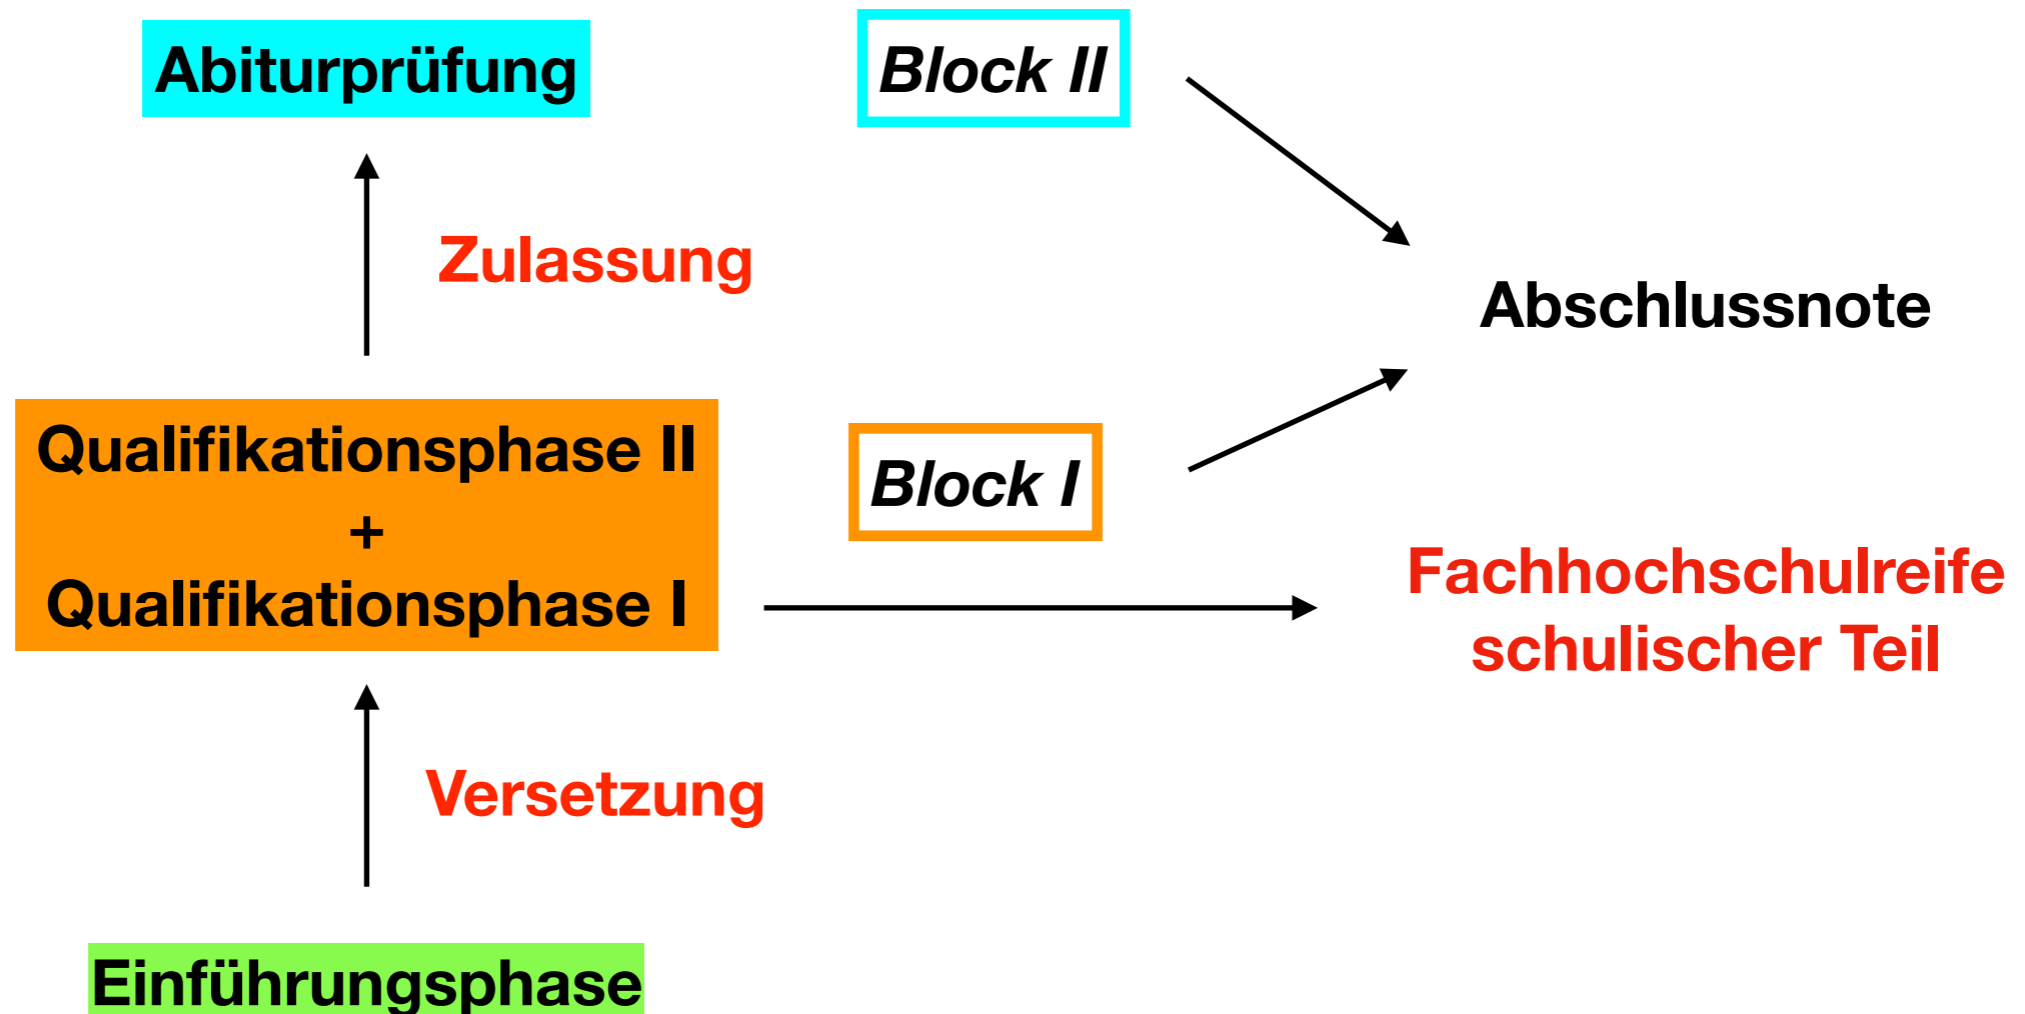 Abiturprüfung
Block II
Zulassung
Abschlussnote
Qualifikationsphase II
+
Qualifikationsphase I
Block I
Fachhochschulreife
schulischer Teil
Versetzung
Einführungsphase